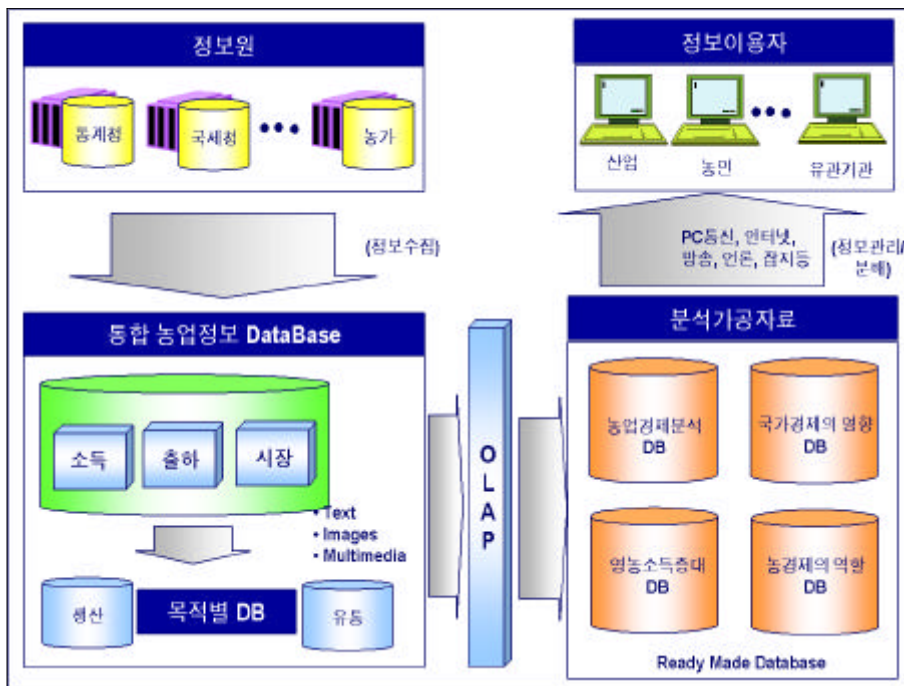 정보원
통계청
국세청
농가
(정보수집)
통합 농업정보 DataBase
소득
출하
시장
• Text
• Images
• Multimedia
생산
목적별 DB
유통
OLAP
분석가공자료
농업경제분석
DB
국가경제의 영향
DB
영농소득증대
DB
농경제의 역할
DB
Ready Made Database
PC통신, 인터넷,
방송, 언론, 잡지등
(정보관리/
분배)
정보이용자
산업
농민
유관기관